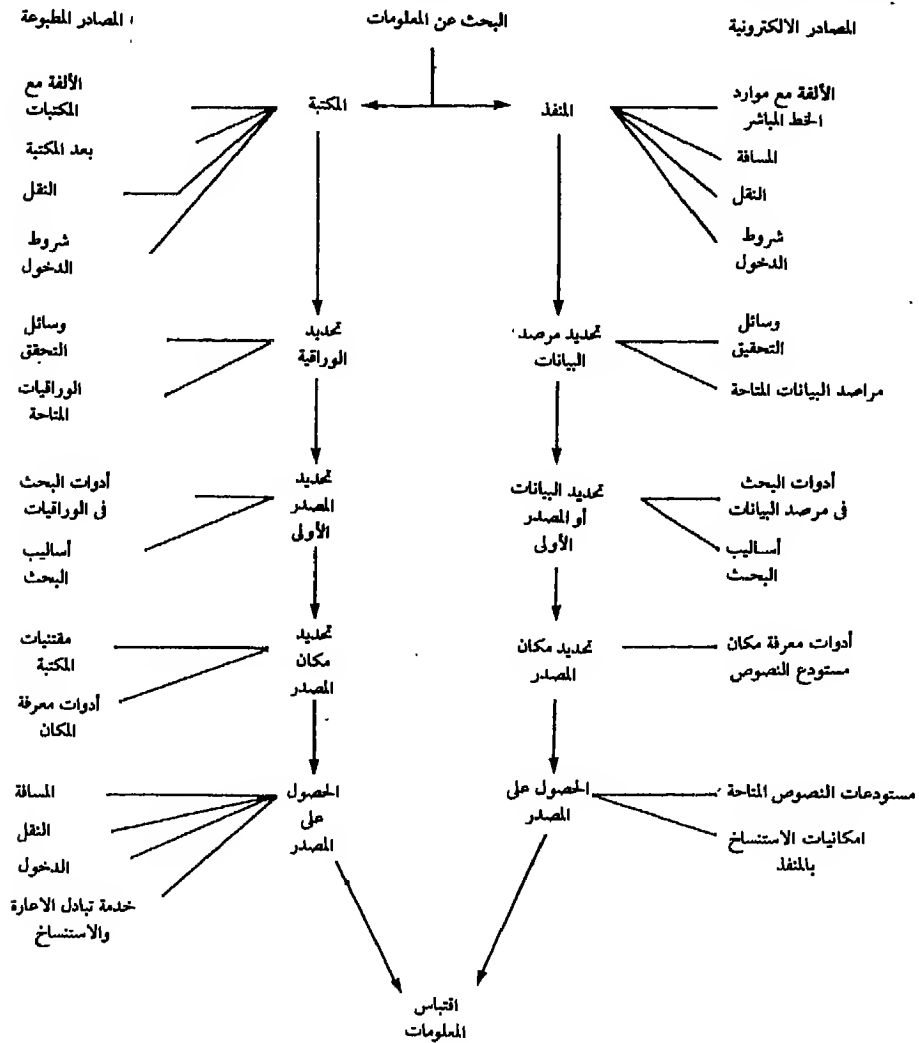 المصادر الالكترونية
البحث عن المعلومات
المصادر المطبوعة
الألفة مع موارد
الخط المباشر
المسافة
النقل
شروط
الدخول
المنفذ
المكتبة
الألفة مع
المكتبات
بعد المكتبة
النقل
شروط
الدخول
وسائل
التحقيق
مراصد البيانات المتاحة
تحديد مرصد
البيانات
تحديد
الوراقية
وسائل
التحقق
الوراقيات
المتاحة
أدوات البحث
فى مرصد البيانات
أساليب
البحث
تحديد البيانات
أو المصدر
الأولى
تحديد
المصدر
الأولى
أدوات البحث
فى الوراقيات
أساليب
البحث
أدوات معرفة مكان
مستودع النصوص
تحديد مكان
المصدر
تحديد
مكان
المصدر
مقتنيات
المكتبة
أدوات معرفة
المكان
مستودعات النصوص المتاحة
امكانيات الاستنساخ
بالمنفذ
الحصول على
المصدر
الحصول
على
المصدر
المسافة
النقل
الدخول
خدمة تبادل الاعارة
والاستنساخ
اقتباس
المعلومات